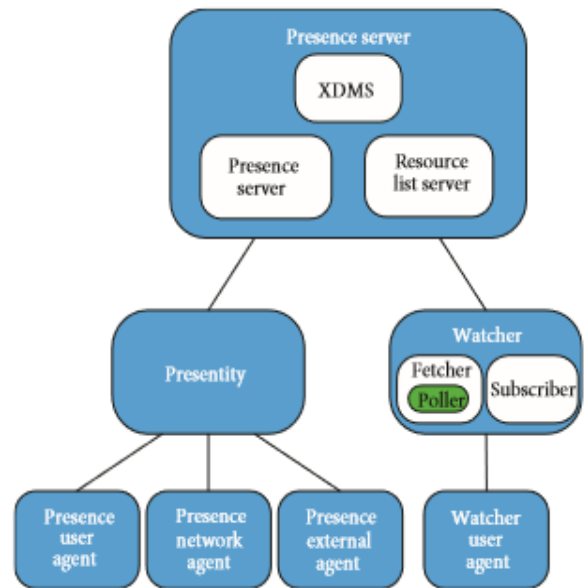 Presence server
XDMS
Presence
server
Resource
list server
Presentity
Watcher
Fetcher
Poller
Subscriber
Presence
user
agent
Presence
network
agent
Presence
external
agent
Watcher
user
agent